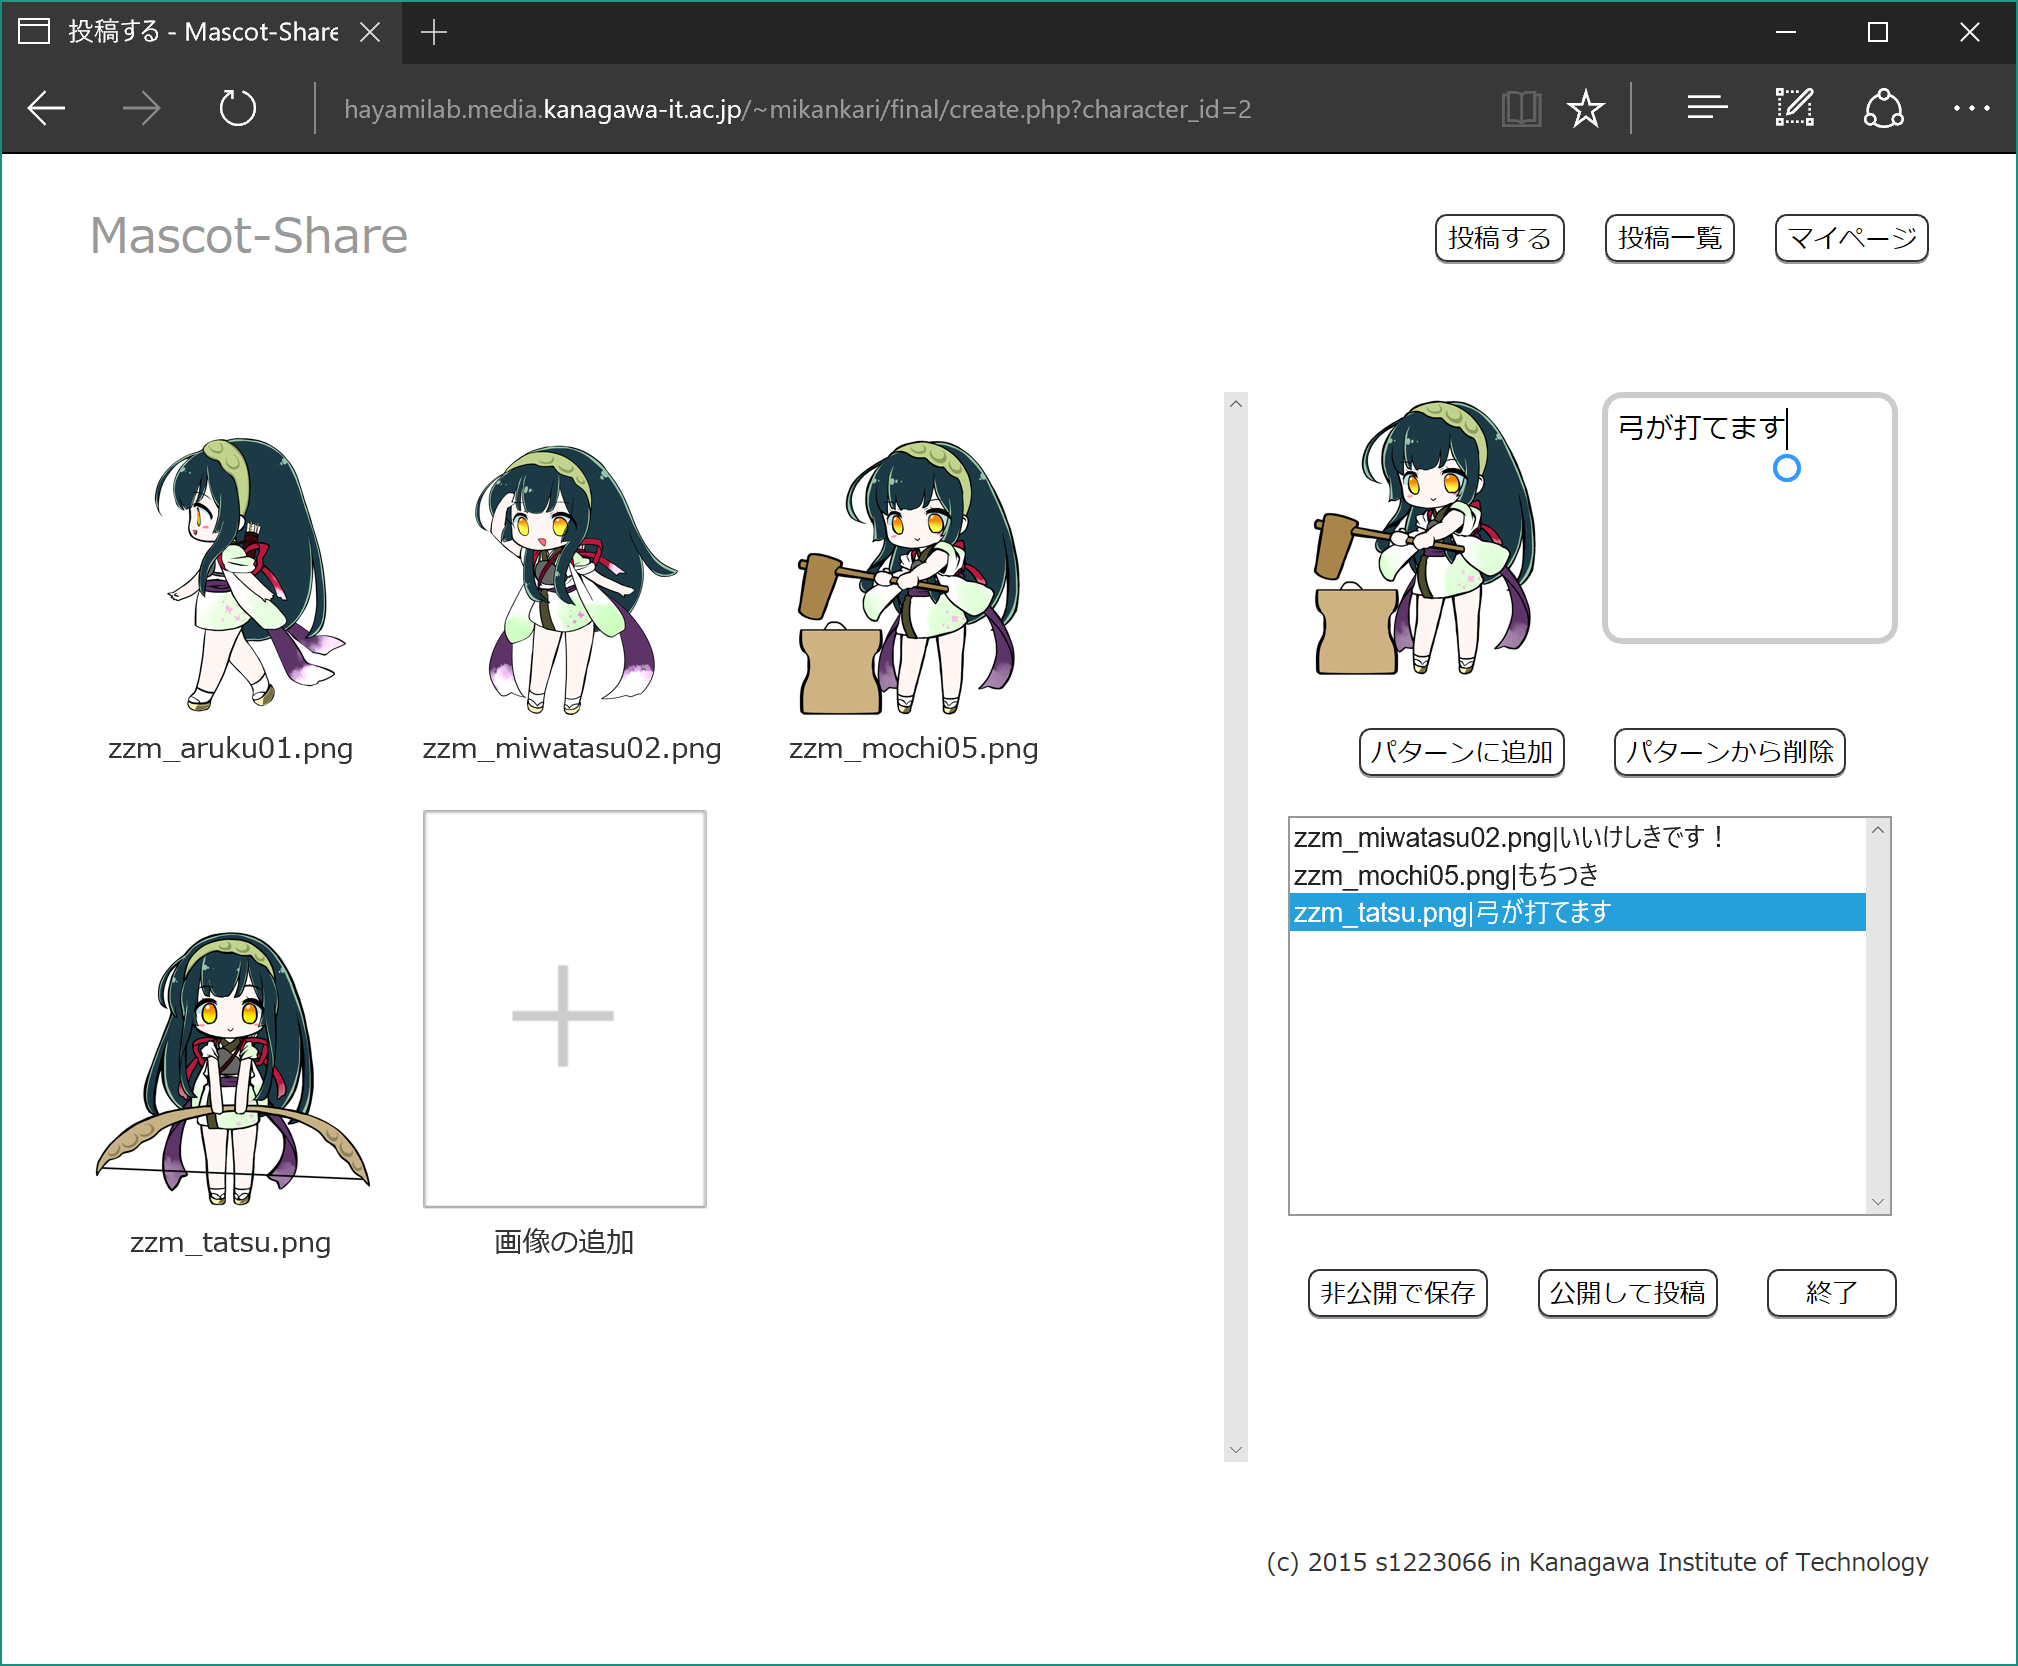 投稿する - Mascot-Share
hayamilab.media.kanagawa-it.ac.jp/~mikankari/final/create.php?character_id=2
Mascot-Share
投稿する
投稿一覧
マイページ
zzm_aruku01.png
zzm_miwatasu02.png
zzm_mochi05.png
zzm_tatsu.png
画像の追加
弓が打てます
パターンに追加
パターンから削除
zzm_miwatasu02.png|いいけしきです！
zzm_mochi05.png|もちつき
zzm_tatsu.png|弓が打てます
非公開で保存
公開して投稿
終了
(c) 2015 s1223066 in Kanagawa Institute of Technology